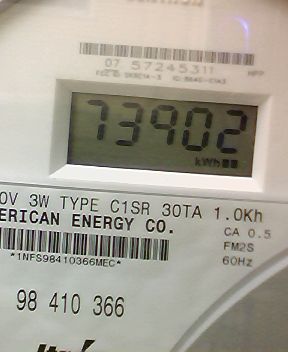 07 57245311
73902
kWh
0V 3W TYPE C1SR 30TA 1.0Kh
ERICAN ENERGY CO.
CA 0.5
FM2S
60Hz
*1NFS98410366MEC*
98 410 366